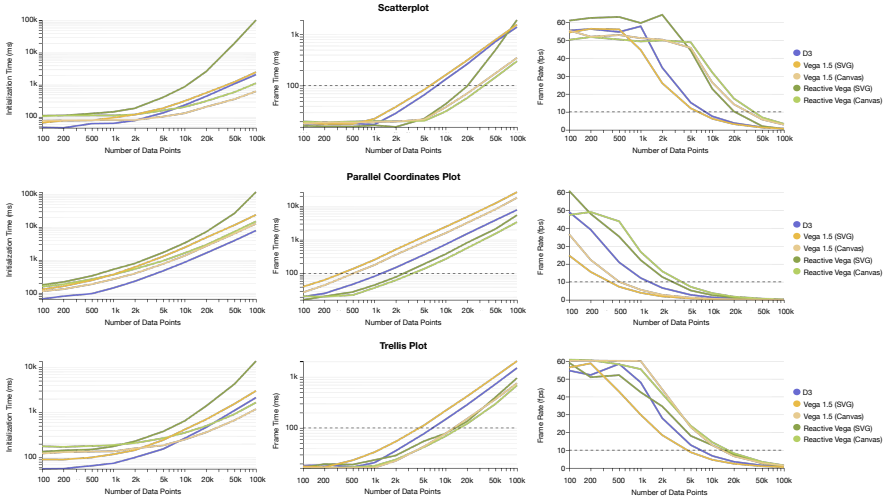 Scatterplot
Initialization Time (ms)
100k
10k
1k
100
100 200 500 1k 2k 5k 10k 20k 50k 100k
Number of Data Points
Frame Time (ms)
1k
100
100 200 500 1k 2k 5k 10k 20k 50k 100k
Number of Data Points
Frame Rate (fps)
60
50
40
30
20
10
0
100 200 500 1k 2k 5k 10k 20k 50k 100k
Number of Data Points
D3
Vega 1.5 (SVG)
Vega 1.5 (Canvas)
Reactive Vega (SVG)
Reactive Vega (Canvas)
Parallel Coordinates Plot
Initialization Time (ms)
100k
10k
1k
100
100 200 500 1k 2k 5k 10k 20k 50k 100k
Number of Data Points
Frame Time (ms)
10k
1k
100
100 200 500 1k 2k 5k 10k 20k 50k 100k
Number of Data Points
Frame Rate (fps)
60
50
40
30
20
10
0
100 200 500 1k 2k 5k 10k 20k 50k 100k
Number of Data Points
D3
Vega 1.5 (SVG)
Vega 1.5 (Canvas)
Reactive Vega (SVG)
Reactive Vega (Canvas)
Trellis Plot
Initialization Time (ms)
10k
1k
100
100 200 500 1k 2k 5k 10k 20k 50k 100k
Number of Data Points
Frame Time (ms)
1k
100
100 200 500 1k 2k 5k 10k 20k 50k 100k
Number of Data Points
Frame Rate (fps)
60
50
40
30
20
10
0
100 200 500 1k 2k 5k 10k 20k 50k 100k
Number of Data Points
D3
Vega 1.5 (SVG)
Vega 1.5 (Canvas)
Reactive Vega (SVG)
Reactive Vega (Canvas)